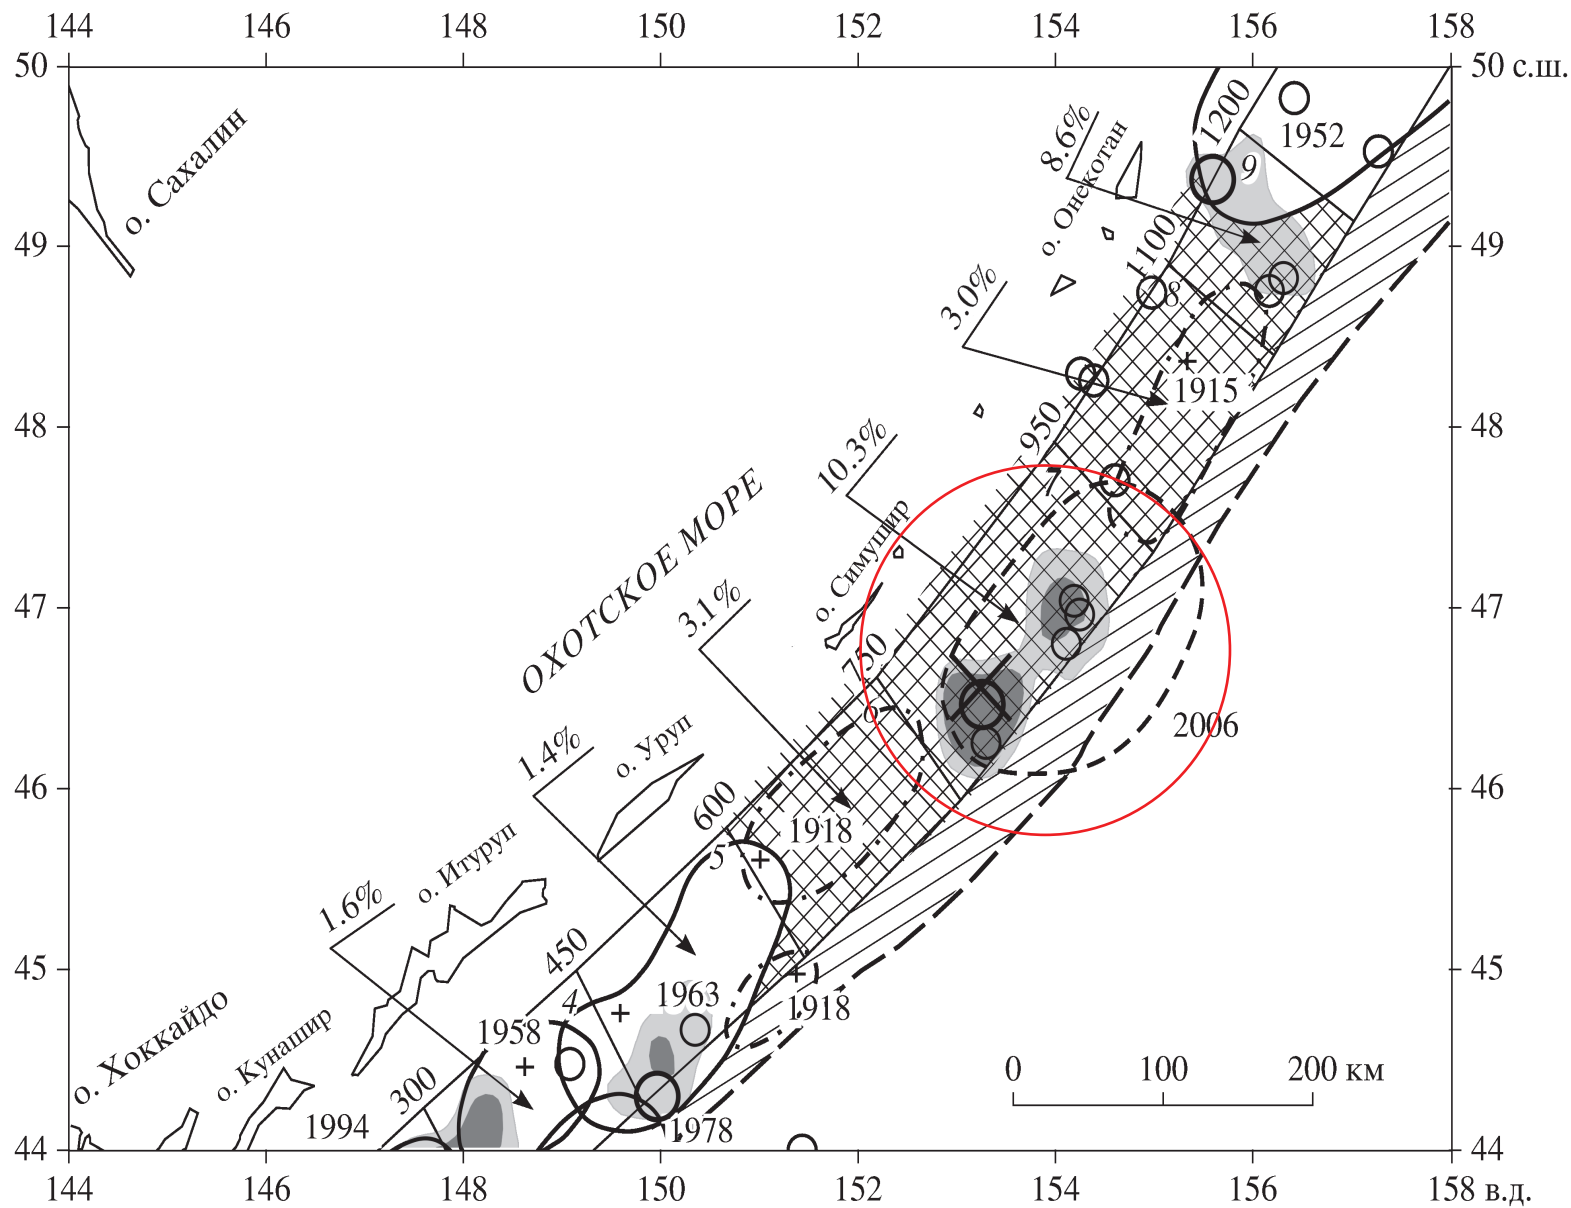 144 146 148 150 152 154 156 158
50 50 с.ш.
1200
8.6%
1952
о. Сахалин
о. Онекотан
9
49 49
1100
3.0%
8
1915
48 48
950
10.3%
7
ОХОТСКОЕ МОРЕ
о. Симушир
47 47
3.1%
750
6
2006
о. Уруп
1.4%
46 46
600
1918
5
о. Итуруп
1.6%
450
45 45
4
1963
1918
о. Хоккайдо
о. Кунашир
1958
300
0 100 200 км
1994
1978
44 44
144 146 148 150 152 154 156 158 в.д.